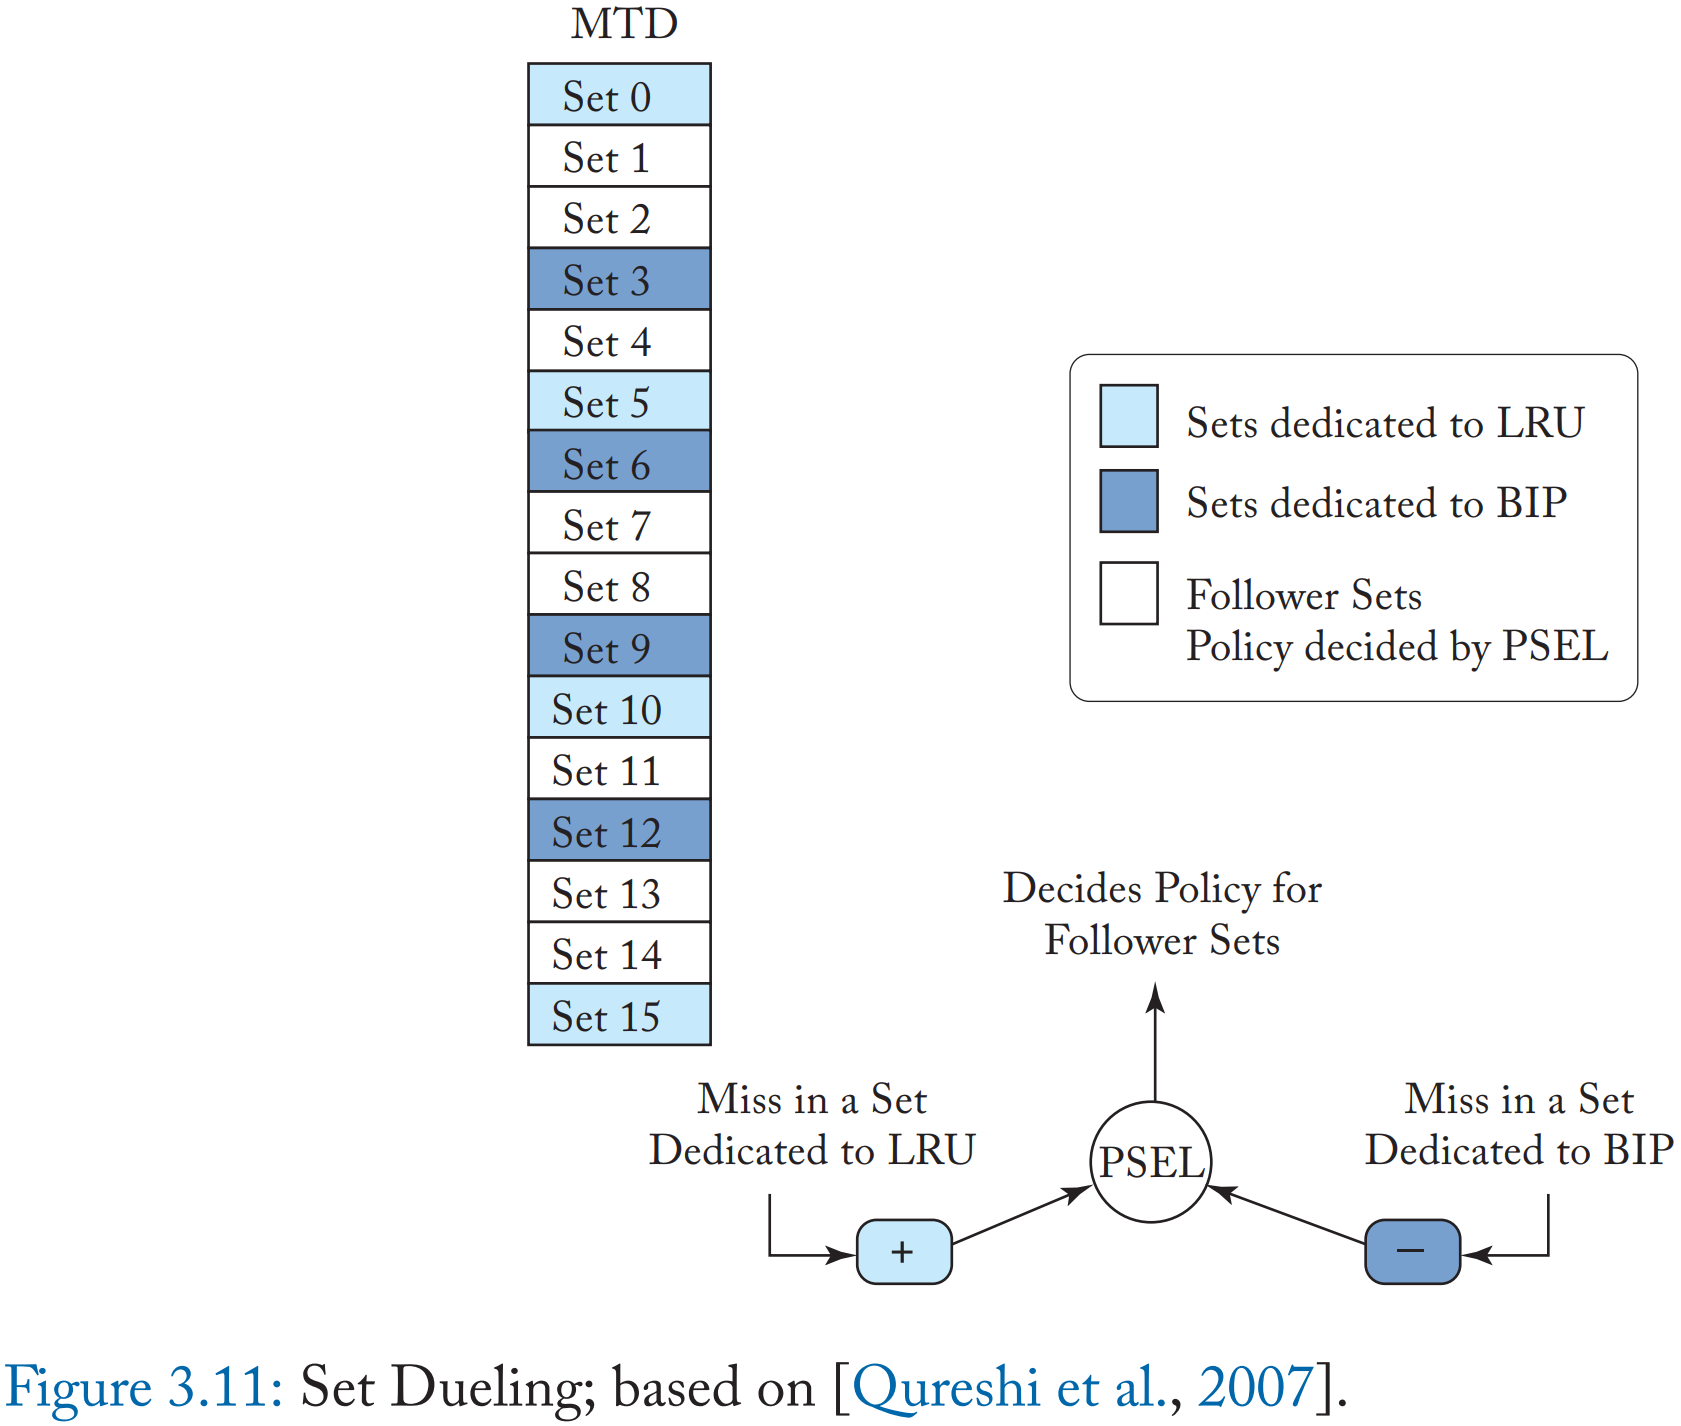 MTD
Set 0
Set 1
Set 2
Set 3
Set 4
Set 5
Set 6
Set 7
Set 8
Set 9
Set 10
Set 11
Set 12
Set 13
Set 14
Set 15
Sets dedicated to LRU
Sets dedicated to BIP
Follower Sets
Policy decided by PSEL
Decides Policy for
Follower Sets
Miss in a Set
Dedicated to LRU
PSEL
Miss in a Set
Dedicated to BIP
+
−
Figure 3.11: Set Dueling; based on [Qureshi et al., 2007].